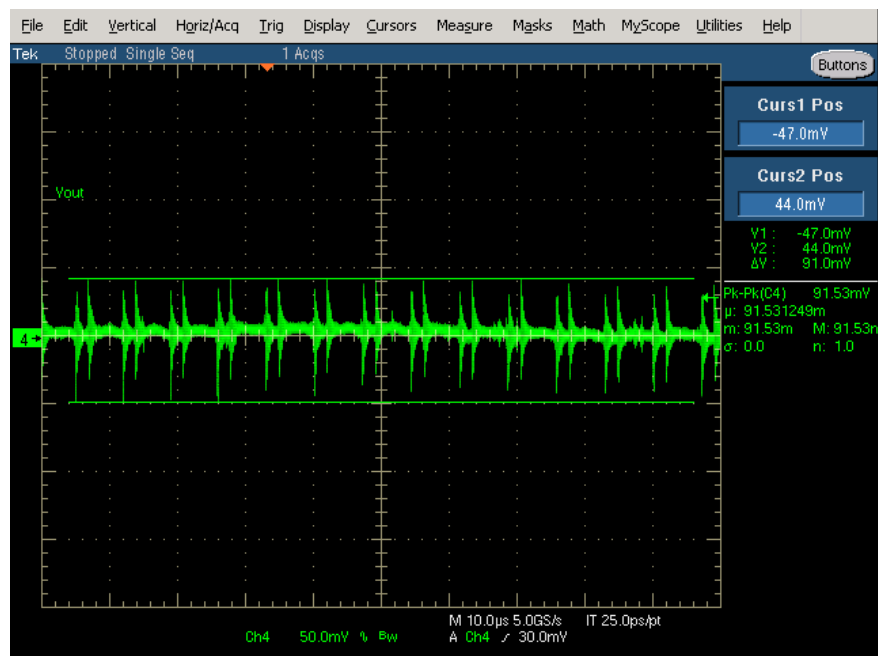 File Edit Vertical Horiz/Acq Trig Display Cursors Measure Masks Math MyScope Utilities Help
Tek Stopped Single Seq 1 Acqs
Buttons
Curs1 Pos
-47.0mV
Curs2 Pos
44.0mV
V1 : -47.0mV
V2 : 44.0mV
ΔV : 91.0mV
Pk-Pk(C4) 91.53mV
µ: 91.531249m
m: 91.53m M: 91.53m
σ: 0.0 n: 1.0
Vout
4
M 10.0µs 5.0GS/s IT 25.0ps/pt
Ch4 50.0mV % Bw A Ch4 30.0mV